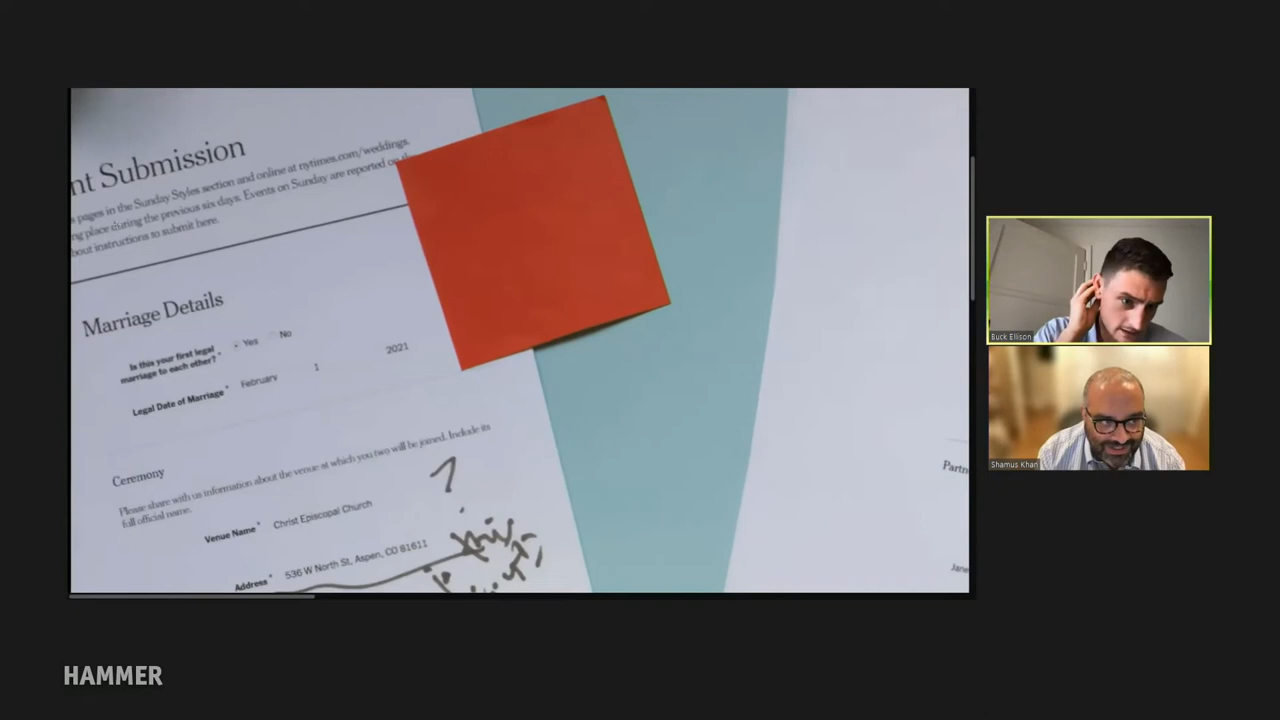 nt Submission
s pages in the Sunday Styles section and online at nytimes.com/weddings.
ng place during the previous six days. Events on Sunday are reported on the
bout instructions to submit here.
Marriage Details
Is this your first legal
marriage to each other?*
Yes No
Legal Date of Marriage* February 1 2021
Ceremony
Please share with us information about the venue at which you two will be joined. Include its
full official name.
?
Venue Name* Christ Episcopal Church
Address* 536 W North St, Aspen, CO 81611
Partn
Jane
Buck Ellison
Shamus Khan
HAMMER